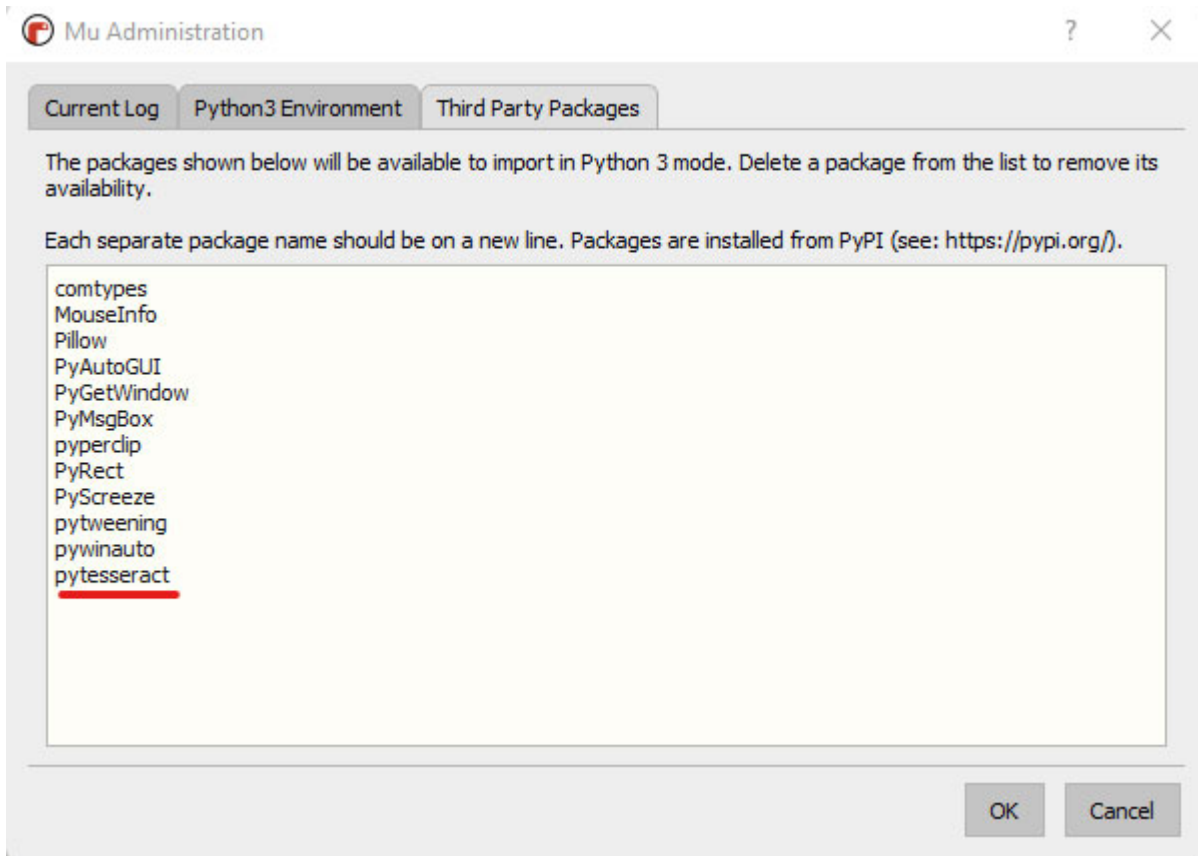 Mu Administration
Current Log Python3 Environment Third Party Packages
The packages shown below will be available to import in Python 3 mode. Delete a package from the list to remove its
availability.
Each separate package name should be on a new line. Packages are installed from PyPI (see: https://pypi.org/).
comtypes
MouseInfo
Pillow
PyAutoGUI
PyGetWindow
PyMsgBox
pyperclip
PyRect
PyScreeze
pytweening
pywinauto
pytesseract
OK Cancel